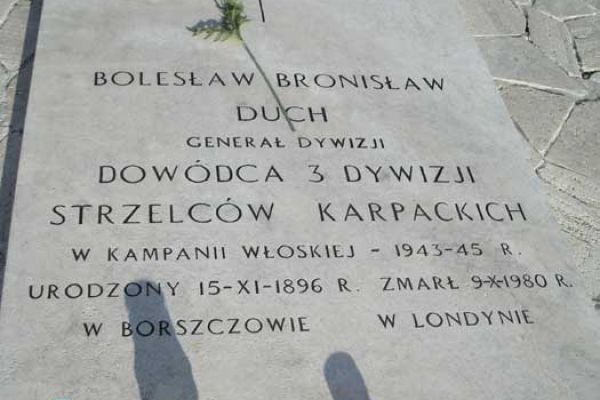 BOLESŁAW BRONISŁAW
DUCH
GENERAŁ DYWIZJI
DOWÓDCA 3 DYWIZJI
STRZELCÓW KARPACKICH
W KAMPANII WŁOSKIEJ - 1943-45 R.
URODZONY 15-XI-1896 R. ZMARŁ 9-X-1980 R.
W BORSZCZOWIE W LONDYNIE